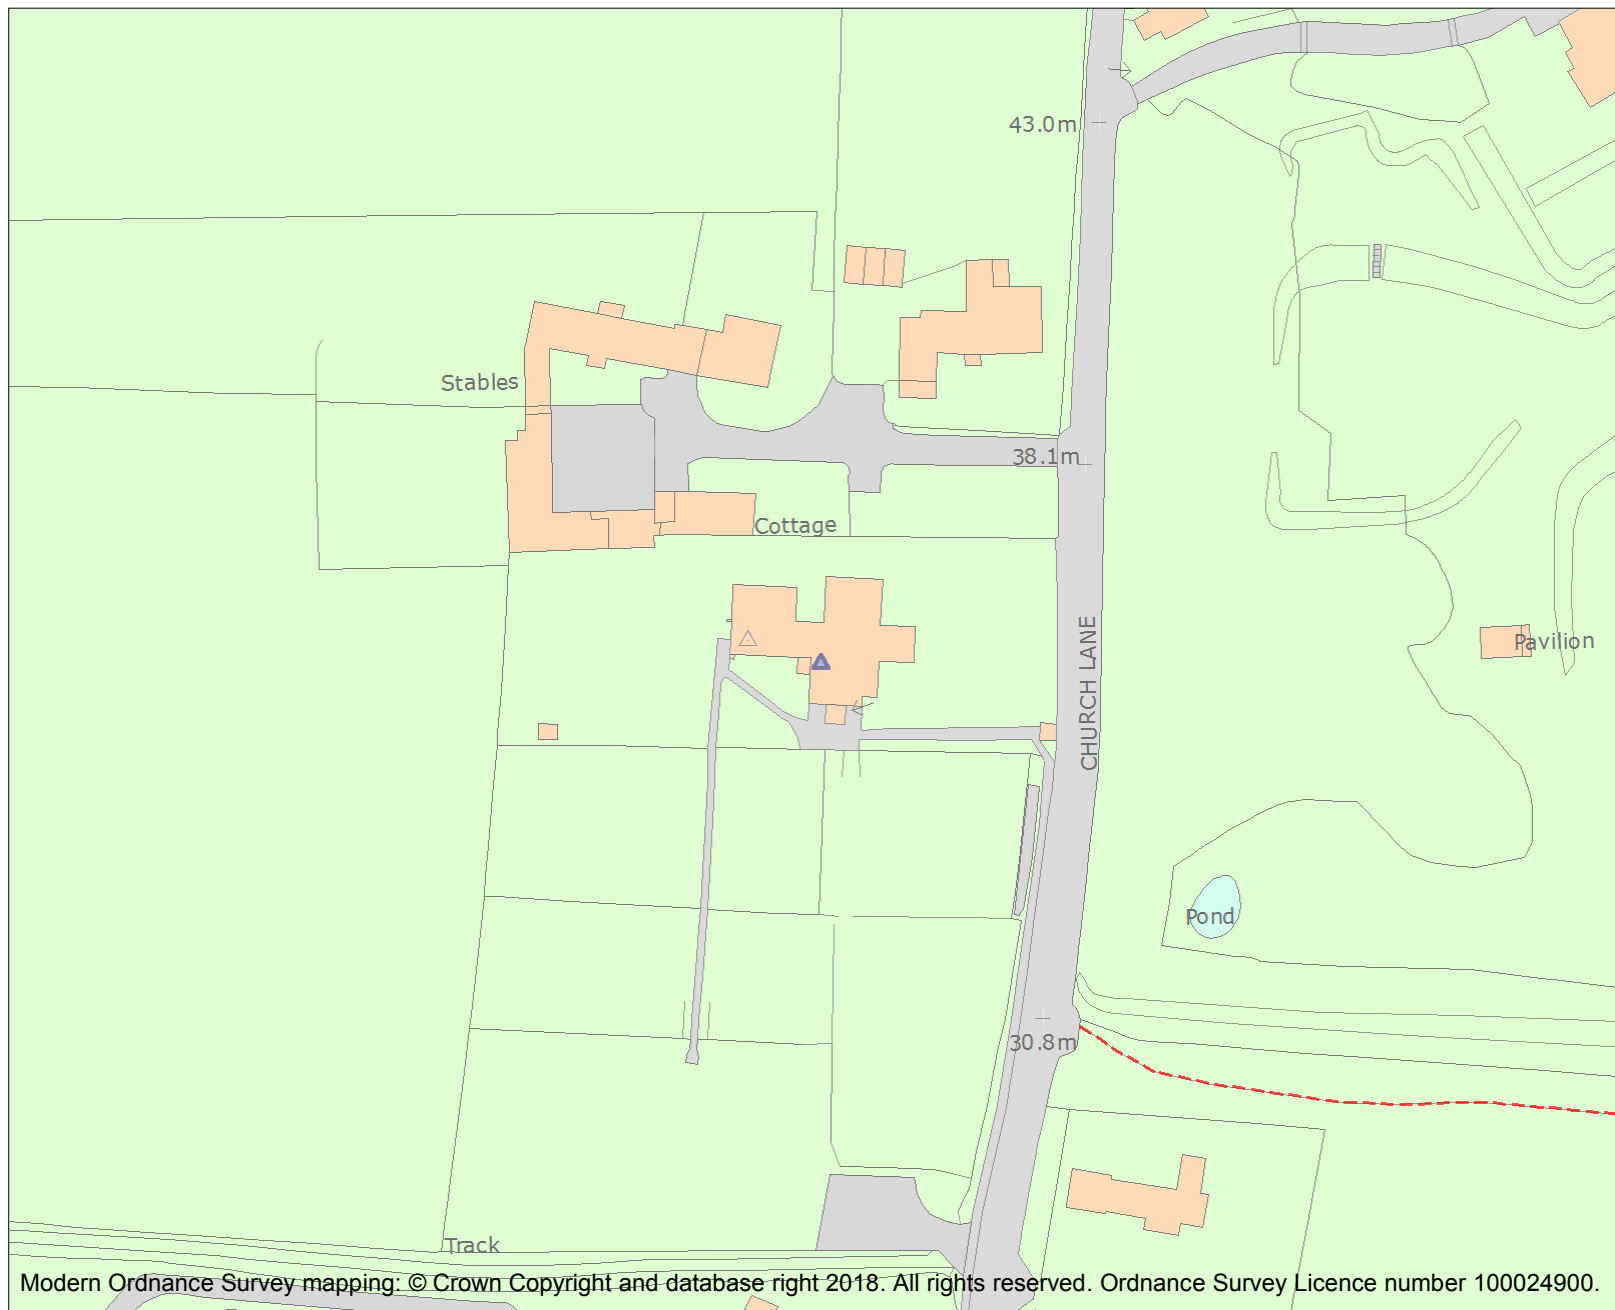 43.0m
Stables
38.1m
Cottage
CHURCH LANE
Pavilion
Pond
30.8m
Track
Modern Ordnance Survey mapping: © Crown Copyright and database right 2018. All rights reserved. Ordnance Survey Licence number 100024900.